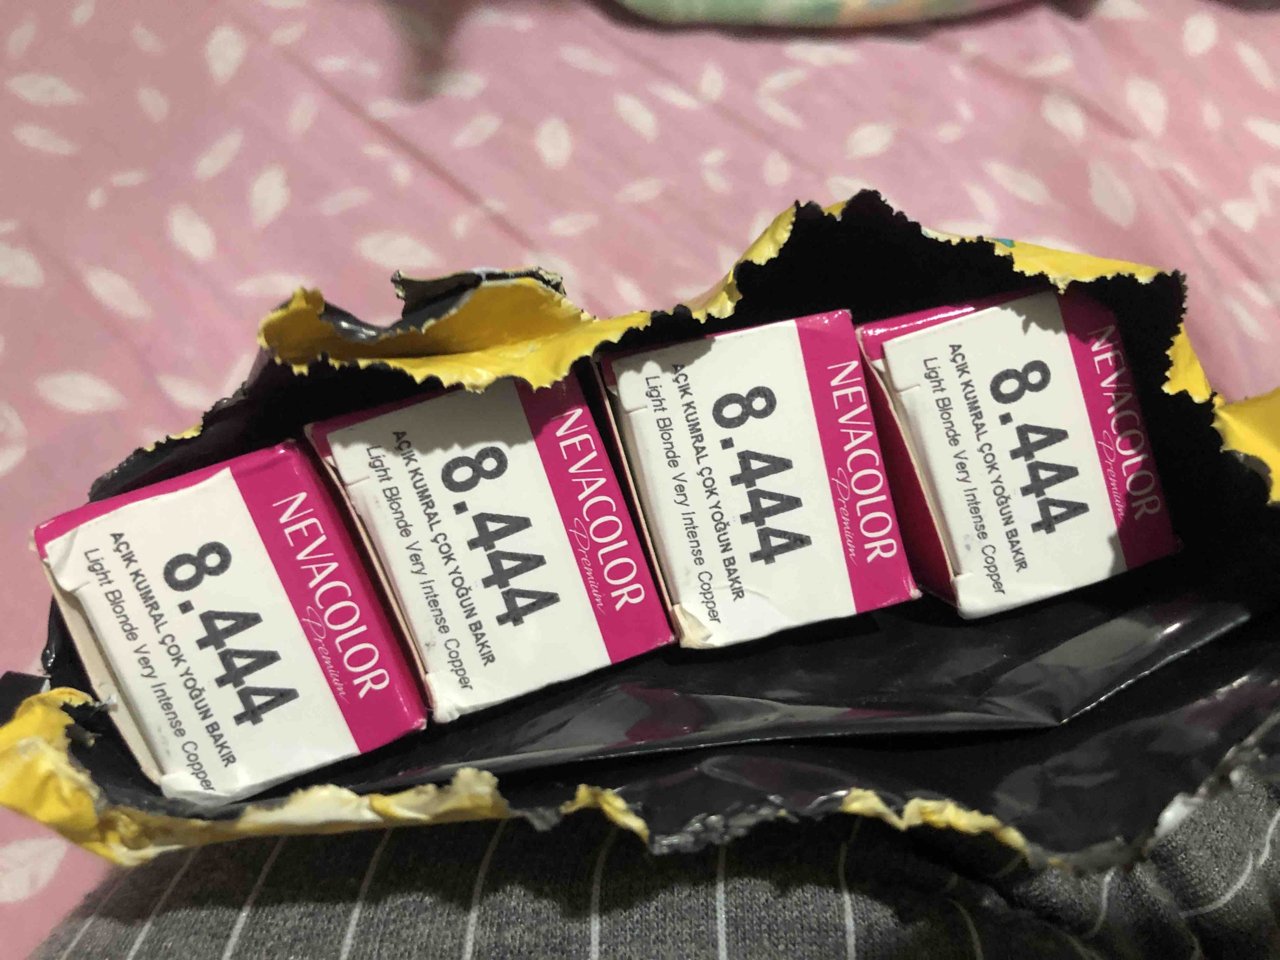 NEVACOLOR
Premium
8.444
AÇIK KUMRAL ÇOK YOĞUN BAKIR
Light Blonde Very Intense Copper
NEVACOLOR
Premium
8.444
AÇIK KUMRAL ÇOK YOĞUN BAKIR
Light Blonde Very Intense Copper
NEVACOLOR
Premium
8.444
AÇIK KUMRAL ÇOK YOĞUN BAKIR
Light Blonde Very Intense Copper
NEVACOLOR
Premium
8.444
AÇIK KUMRAL ÇOK YOĞUN BAKIR
Light Blonde Very Intense Copper